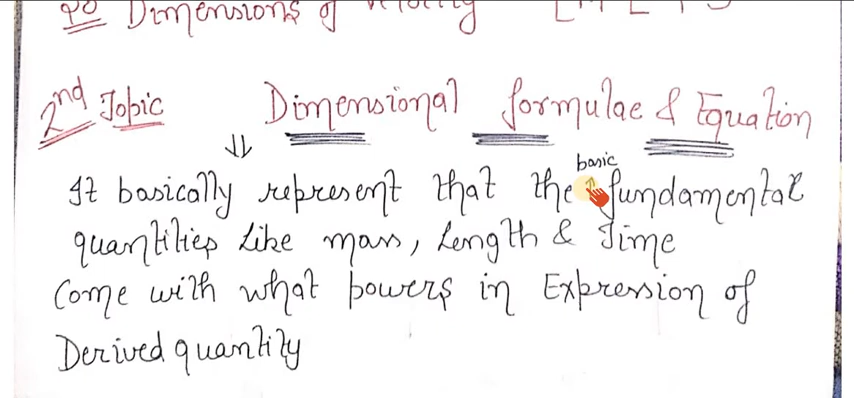 Dimensions of
2nd Topic Dimensional formulae & Equation
basic
It basically represent that the fundamental
quantities like mass, Length & Time
Come with what powers in Expression of
Derived quantity